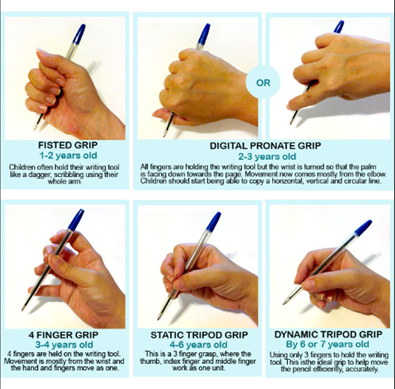 OR
FISTED GRIP
1-2 years old
Children often hold their writing tool
like a dagger, scribbling using their
whole arm.
DIGITAL PRONATE GRIP
2-3 years old
All fingers are holding the writing tool but the wrist is turned so that the palm
is facing down towards the page. Movement now comes mostly from the elbow.
Children should start being able to copy a horizontal, vertical and circular line.
4 FINGER GRIP
3-4 years old
4 fingers are held on the writing tool.
Movement is mostly from the wrist and
the hand and fingers move as one.
STATIC TRIPOD GRIP
4-6 years old
This is a 3 finger grasp, where the
thumb, index finger and middle finger
work as one unit.
DYNAMIC TRIPOD GRIP
By 6 or 7 years old
Using only 3 fingers to hold the writing
tool. This isthe ideal grip to help move
the pencil efficiently, accurately.